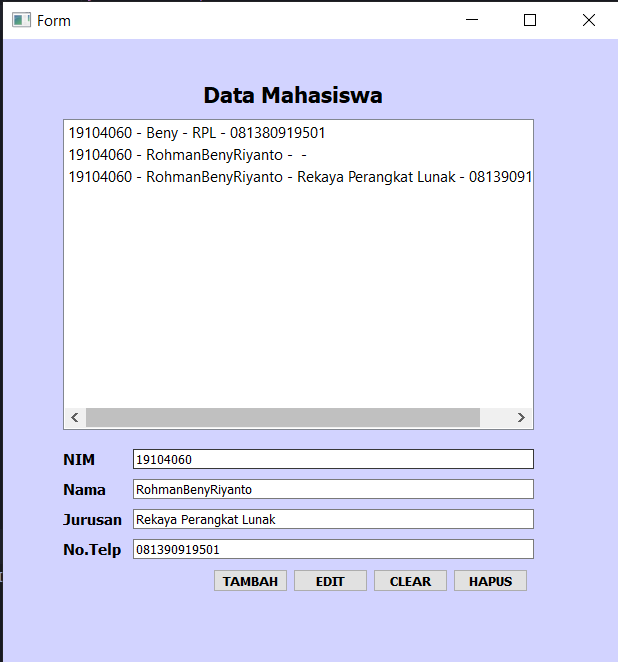 Form
Data Mahasiswa
19104060 - Beny - RPL - 081380919501
19104060 - RohmanBenyRiyanto -  -
19104060 - RohmanBenyRiyanto - Rekaya Perangkat Lunak - 08139091
NIM 19104060
Nama RohmanBenyRiyanto
Jurusan Rekaya Perangkat Lunak
No.Telp 081390919501
TAMBAH EDIT CLEAR HAPUS